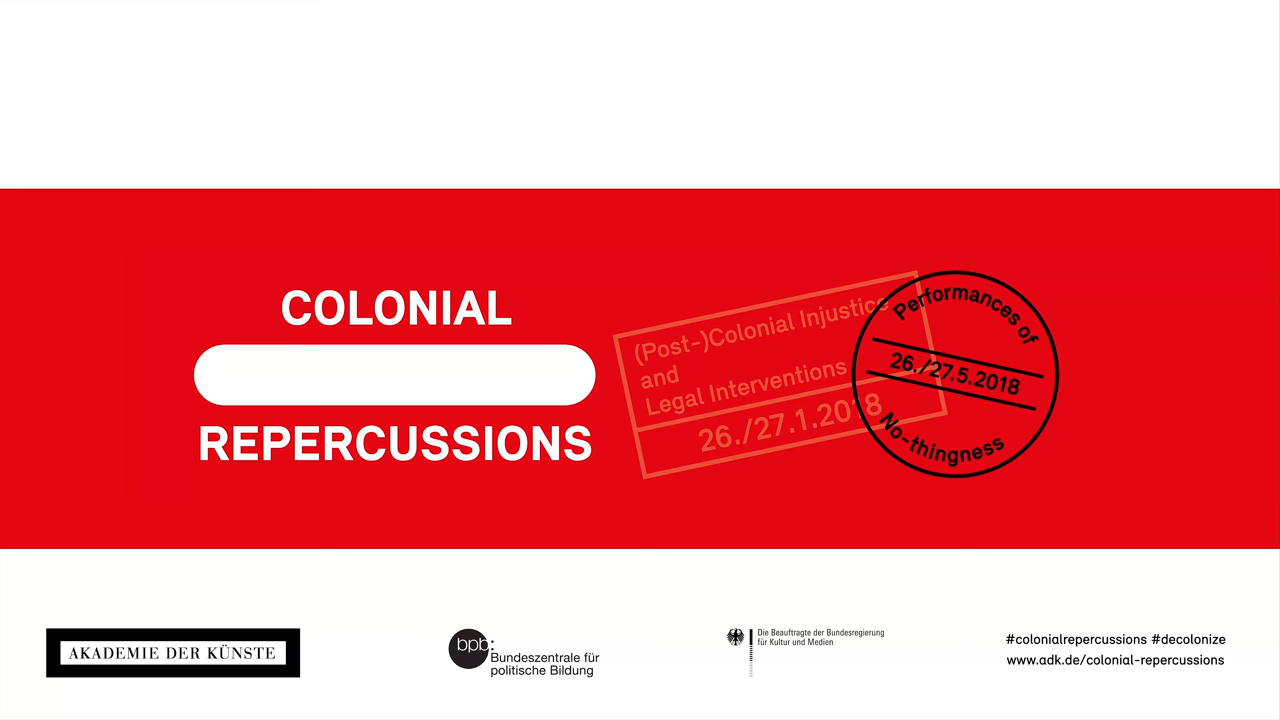 COLONIAL
REPERCUSSIONS
(Post-)Colonial Injustice
and
Legal Interventions
26./27.1.2018
Performances of
26./27.5.2018
No-thingness
AKADEMIE DER KÜNSTE
bpb:
Bundeszentrale für
politische Bildung
Die Beauftragte der Bundesregierung
für Kultur und Medien
#colonialrepercussions #decolonize
www.adk.de/colonial-repercussions